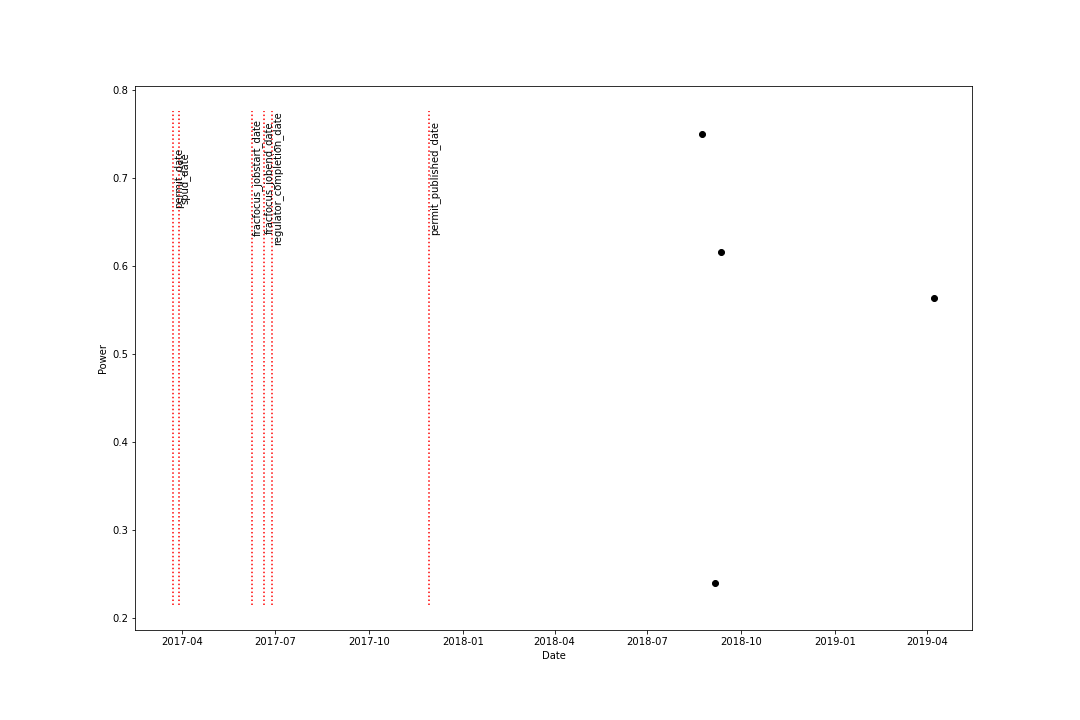 0.8
0.7
0.6
0.5
0.4
0.3
0.2
Power
permit_date
spud_date
fracfocus_jobstart_date
fracfocus_jobend_date
regulator_completion_date
permit_published_date
2017-04
2017-07
2017-10
2018-01
2018-04
2018-07
2018-10
2019-01
2019-04
Date